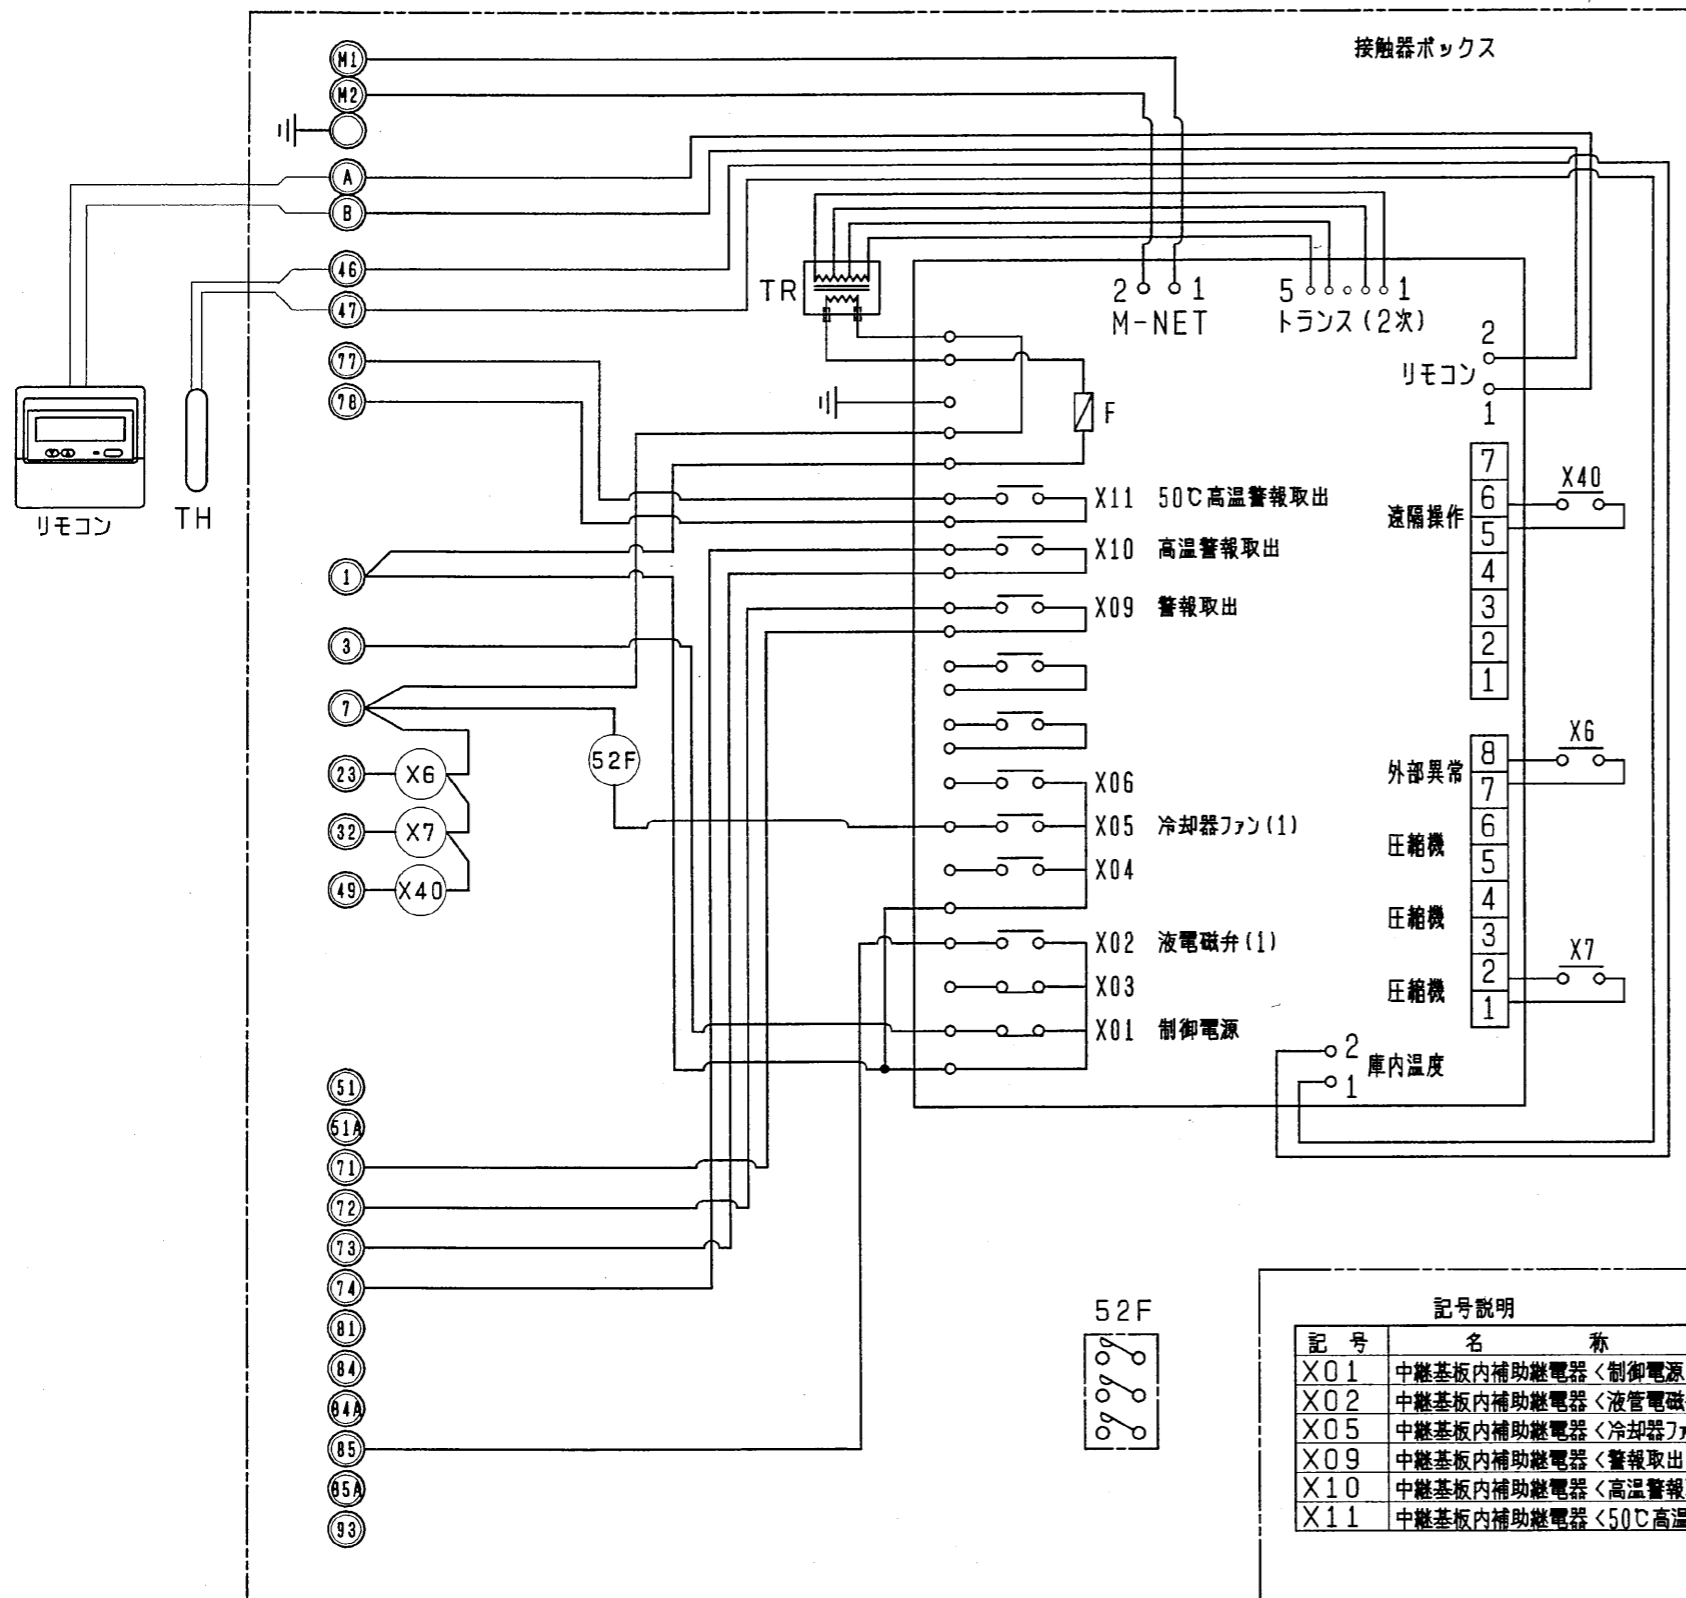 接触器ボックス
M1
M2
A
B
46
47
77
78
1
3
7
23
32
49
51
51A
71
72
73
74
81
84
84A
85
85A
93
リモコン
TH
X6
X7
X40
52F
TR
2 1
M-NET
5 1
トランス(2次)
2
リモコン
1
F
X11 50℃高温警報取出
X10 高温警報取出
X09 警報取出
X06
X05 冷却器ファン(1)
X04
X02 液電磁弁(1)
X03
X01 制御電源
遠隔操作
7
6
5
4
3
2
1
X40
外部異常
圧縮機
圧縮機
圧縮機
8
7
6
5
4
3
2
1
X6
X7
2
庫内温度
1
52F
記号説明
記 号 名 称
X01 中継基板内補助継電器<制御電源
X02 中継基板内補助継電器<液管電磁
X05 中継基板内補助継電器<冷却器ファ
X09 中継基板内補助継電器<警報取出
X10 中継基板内補助継電器<高温警報
X11 中継基板内補助継電器<50℃高温